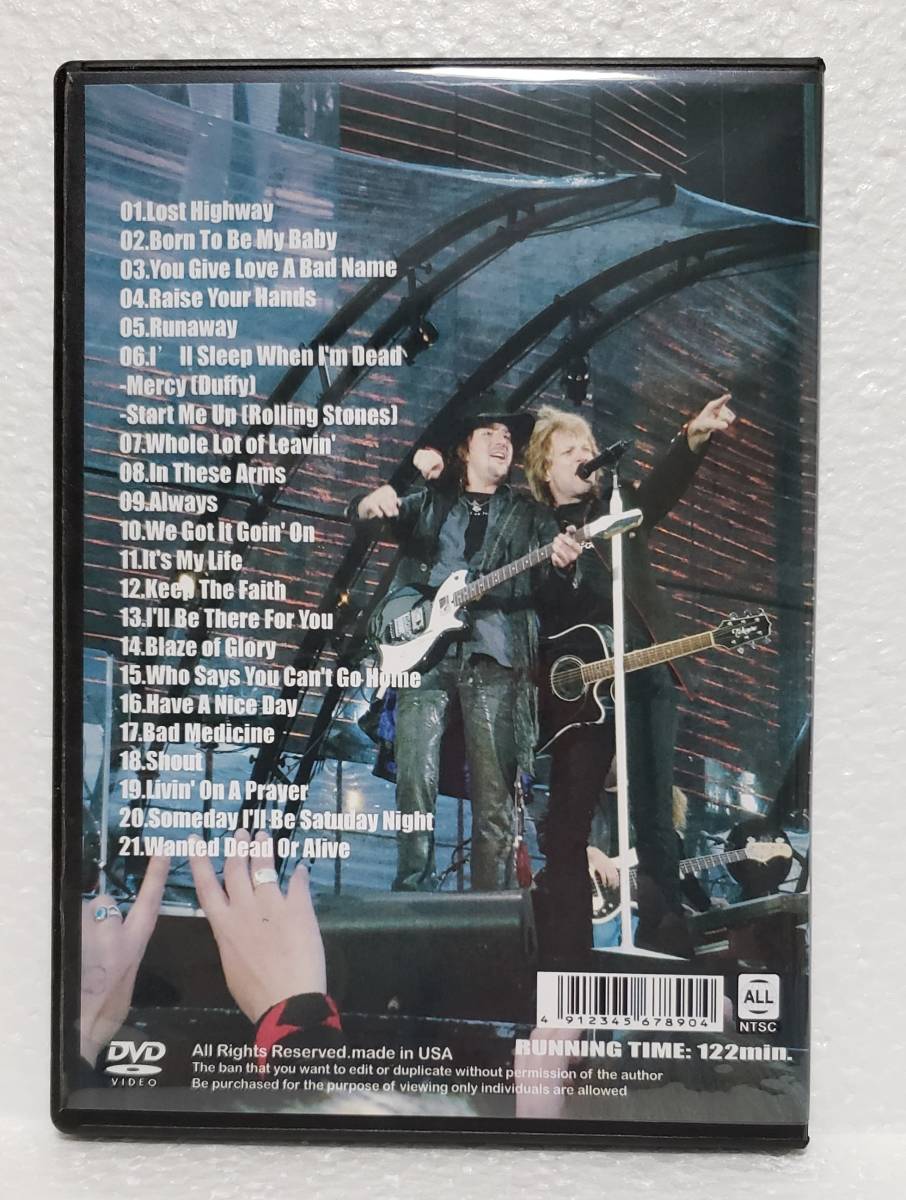 01.Lost Highway
02.Born To Be My Baby
03.You Give Love A Bad Name
04.Raise Your Hands
05.Runaway
06.I’ ll Sleep When I'm Dead
-Mercy (Duffy)
-Start Me Up (Rolling Stones)
07.Whole Lot of Leavin'
08.In These Arms
09.Always
10.We Got It Goin' On
11.It's My Life
12.Keep The Faith
13.I'll Be There For You
14.Blaze of Glory
15.Who Says You Can't Go Home
16.Have A Nice Day
17.Bad Medicine
18.Shout
19.Livin' On A Prayer
20.Someday I'll Be Satuday Night
21.Wanted Dead Or Alive
4 912345 678904
ALL
NTSC
DVD
VIDEO
RUNNING TIME: 122min.
All Rights Reserved.made in USA
The ban that you want to edit or duplicate without permission of the author
Be purchased for the purpose of viewing only individuals are allowed